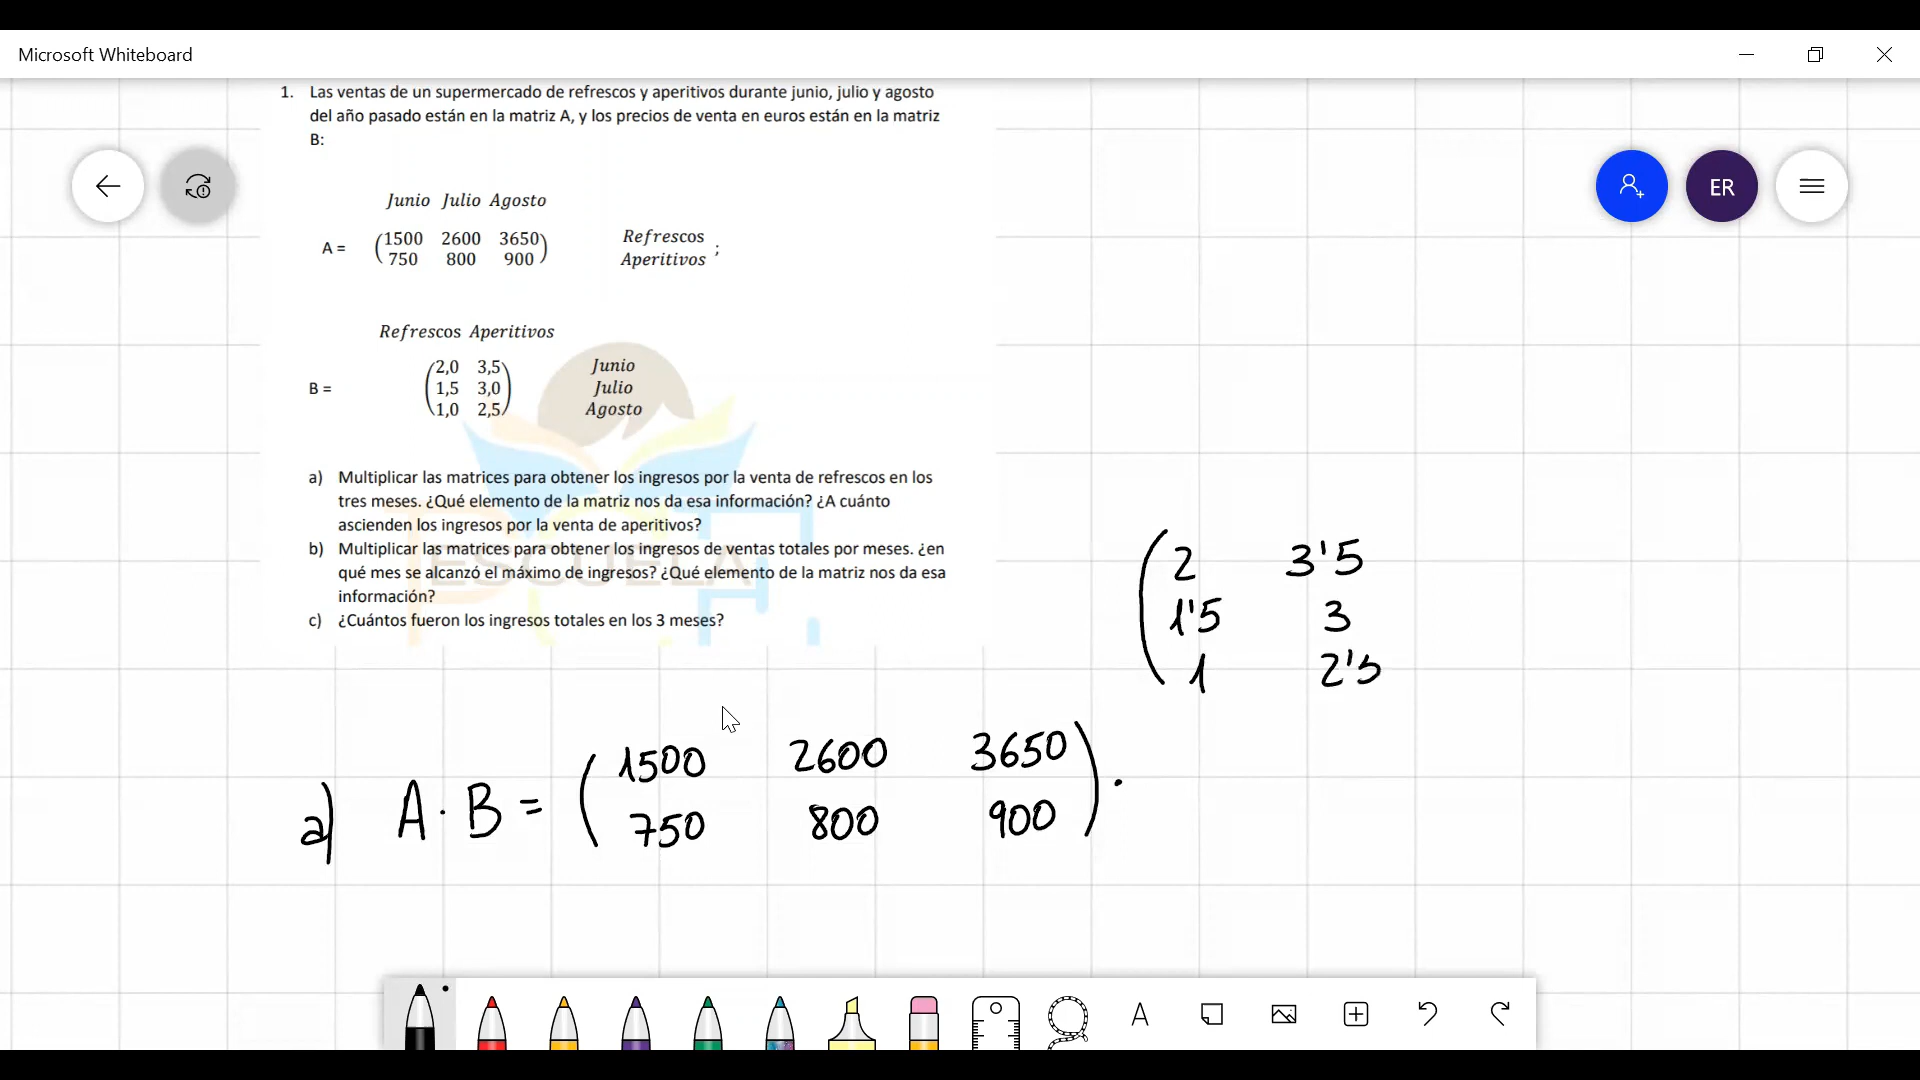 Microsoft Whiteboard
1. Las ventas de un supermercado de refrescos y aperitivos durante junio, julio y agosto
del año pasado están en la matriz A, y los precios de venta en euros están en la matriz
B:
ER
Junio Julio Agosto
A = (1500 2600 3650) Refrescos
(750 800 900) Aperitivos ;
Refrescos Aperitivos
2,0 3,5 Junio
B = 1,5 3,0 Julio
1,0 2,5 Agosto
a) Multiplicar las matrices para obtener los ingresos por la venta de refrescos en los
tres meses. ¿Qué elemento de la matriz nos da esa información? ¿A cuánto
ascienden los ingresos por la venta de aperitivos?
b) Multiplicar las matrices para obtener los ingresos de ventas totales por meses. ¿en
qué mes se alcanzó el máximo de ingresos? ¿Qué elemento de la matriz nos da esa
información?
c) ¿Cuántos fueron los ingresos totales en los 3 meses?
ESCUELA
2 3'5
1'5 3
1 2'5
a) A · B = (1500 2600 3650) ·
750 800 900
A